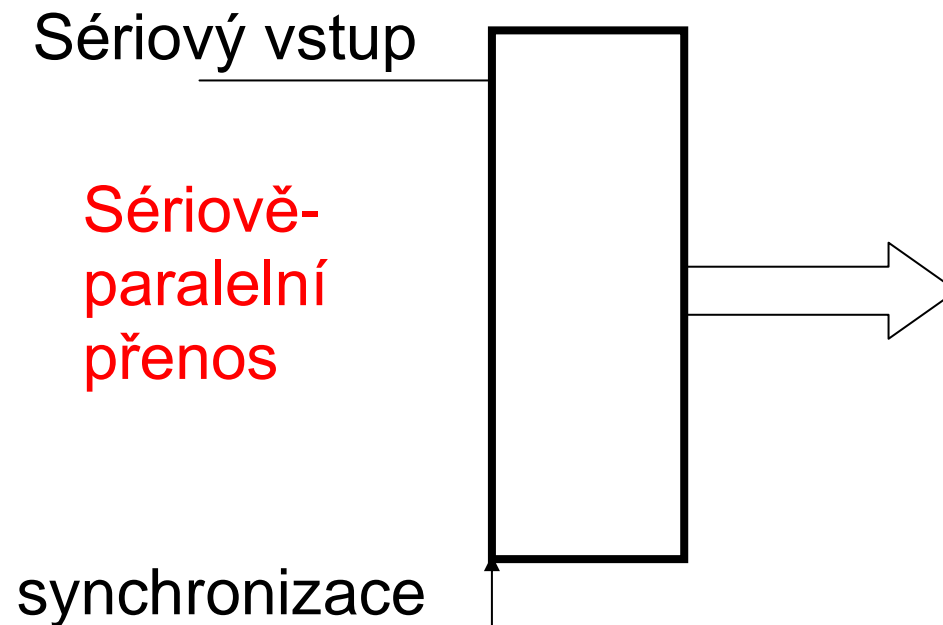 Sériový vstup
Sériově-
paralelní
přenos
synchronizace